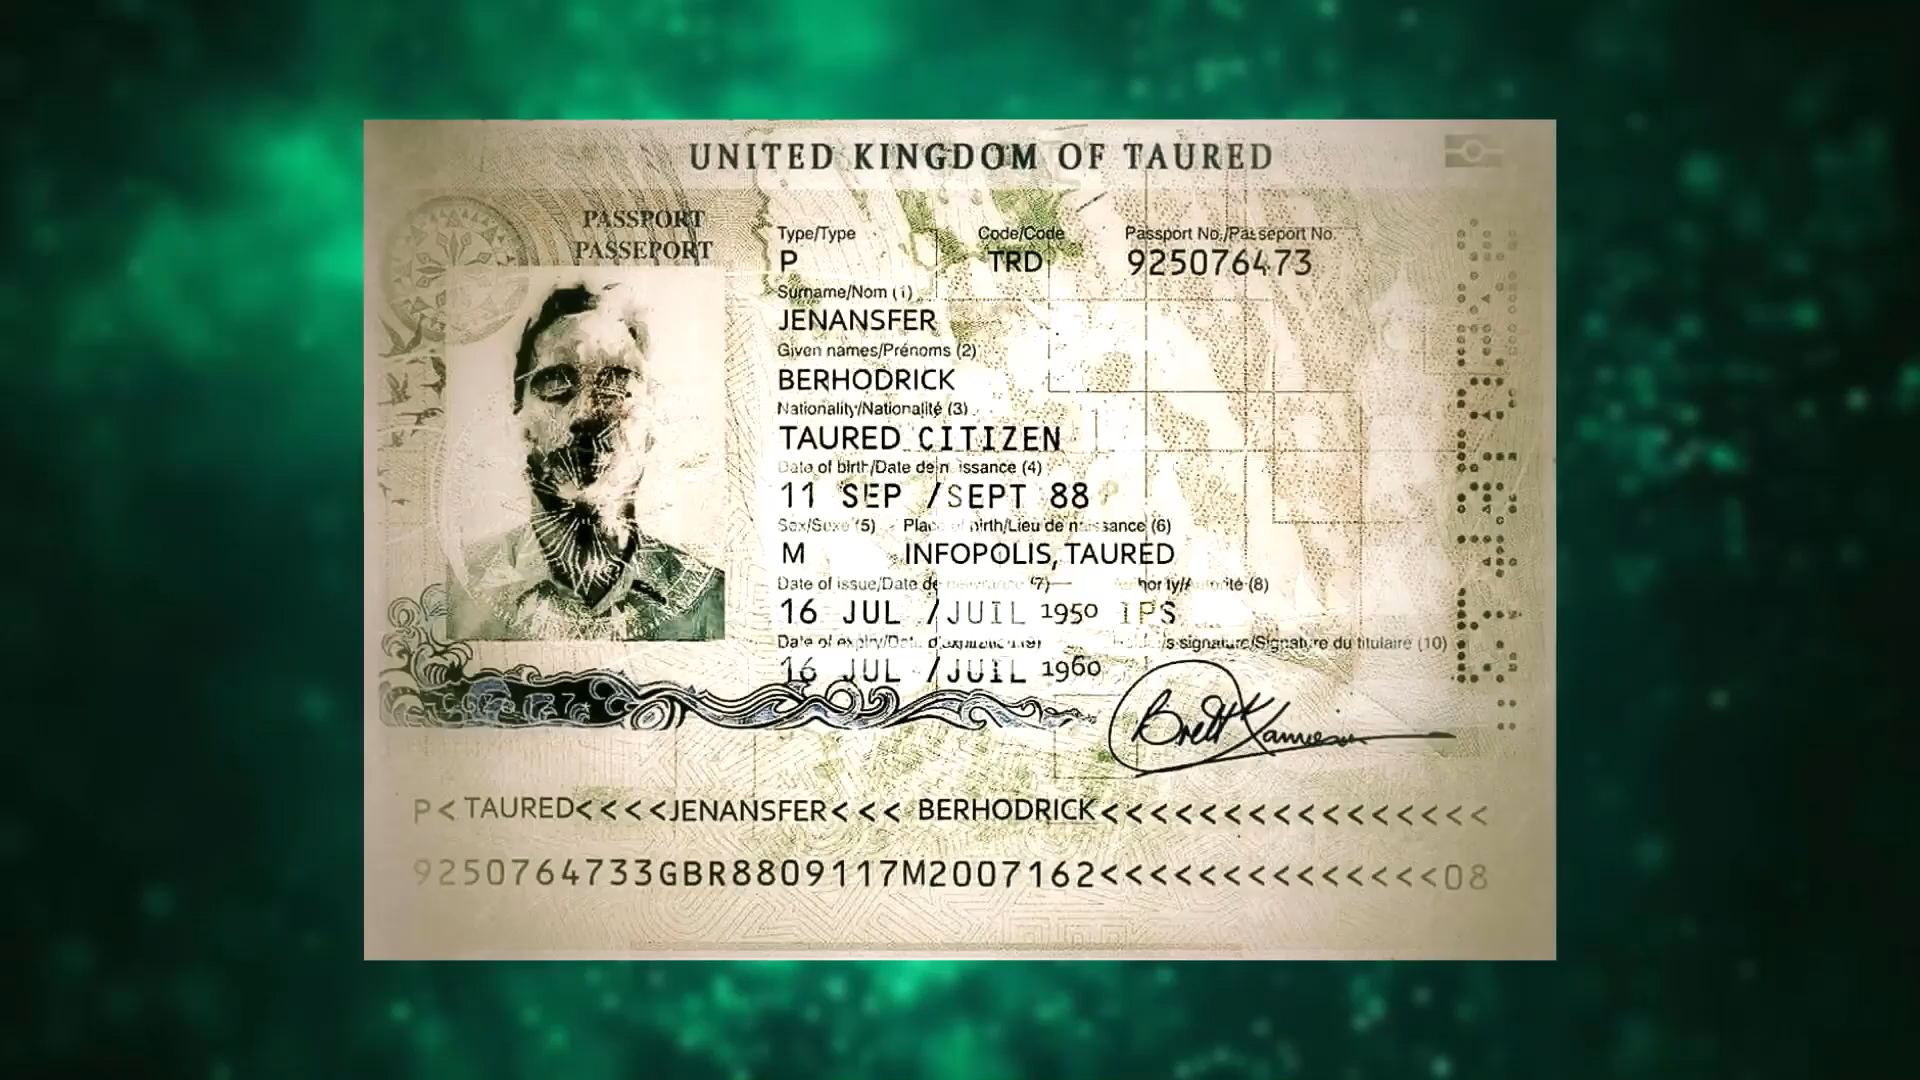 UNITED KINGDOM OF TAURED
PASSPORT
PASSEPORT
Type/Type Code/Code Passport No./Passeport No.
P TRD 925076473
Surname/Nom (1)
JENANSFER
Given names/Prénoms (2)
BERHODRICK
Nationality/Nationalité (3)
TAURED CITIZEN
Date of birth/Date de n issance (4)
11 SEP /SEPT 88
Sex/Sexe (5) Place of birth/Lieu de naissance (6)
M INFOPOLIS, TAURED
Date of issue/Date de (7) Authority/Autorité (8)
16 JUL /JUIL 1950 IPS
Date of expiry/Date d'expiration (9) signature/Signature du titulaire (10)
16 JUL /JUIL 1960
Brett
P< TAURED<<<<JENANSFER<<< BERHODRICK<<<<<<<<<<<<<<<<
9250764733GBR8809117M2007162<<<<<<<<<<<<<<08